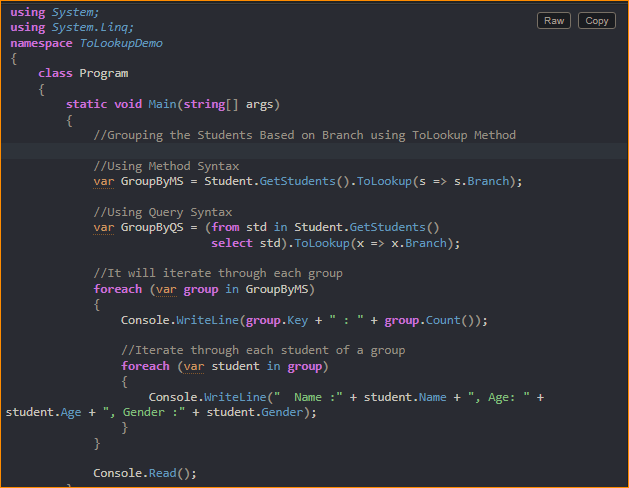 using System;
using System.Linq;
namespace ToLookupDemo
{
    class Program
    {
        static void Main(string[] args)
        {
            //Grouping the Students Based on Branch using ToLookup Method

            //Using Method Syntax
            var GroupByMS = Student.GetStudents().ToLookup(s => s.Branch);

            //Using Query Syntax
            var GroupByQS = (from std in Student.GetStudents()
                             select std).ToLookup(x => x.Branch);

            //It will iterate through each group
            foreach (var group in GroupByMS)
            {
                Console.WriteLine(group.Key + " : " + group.Count());

                //Iterate through each student of a group
                foreach (var student in group)
                {
                    Console.WriteLine("  Name :" + student.Name + ", Age: " +
student.Age + ", Gender :" + student.Gender);
                }
            }

            Console.Read();
Raw
Copy